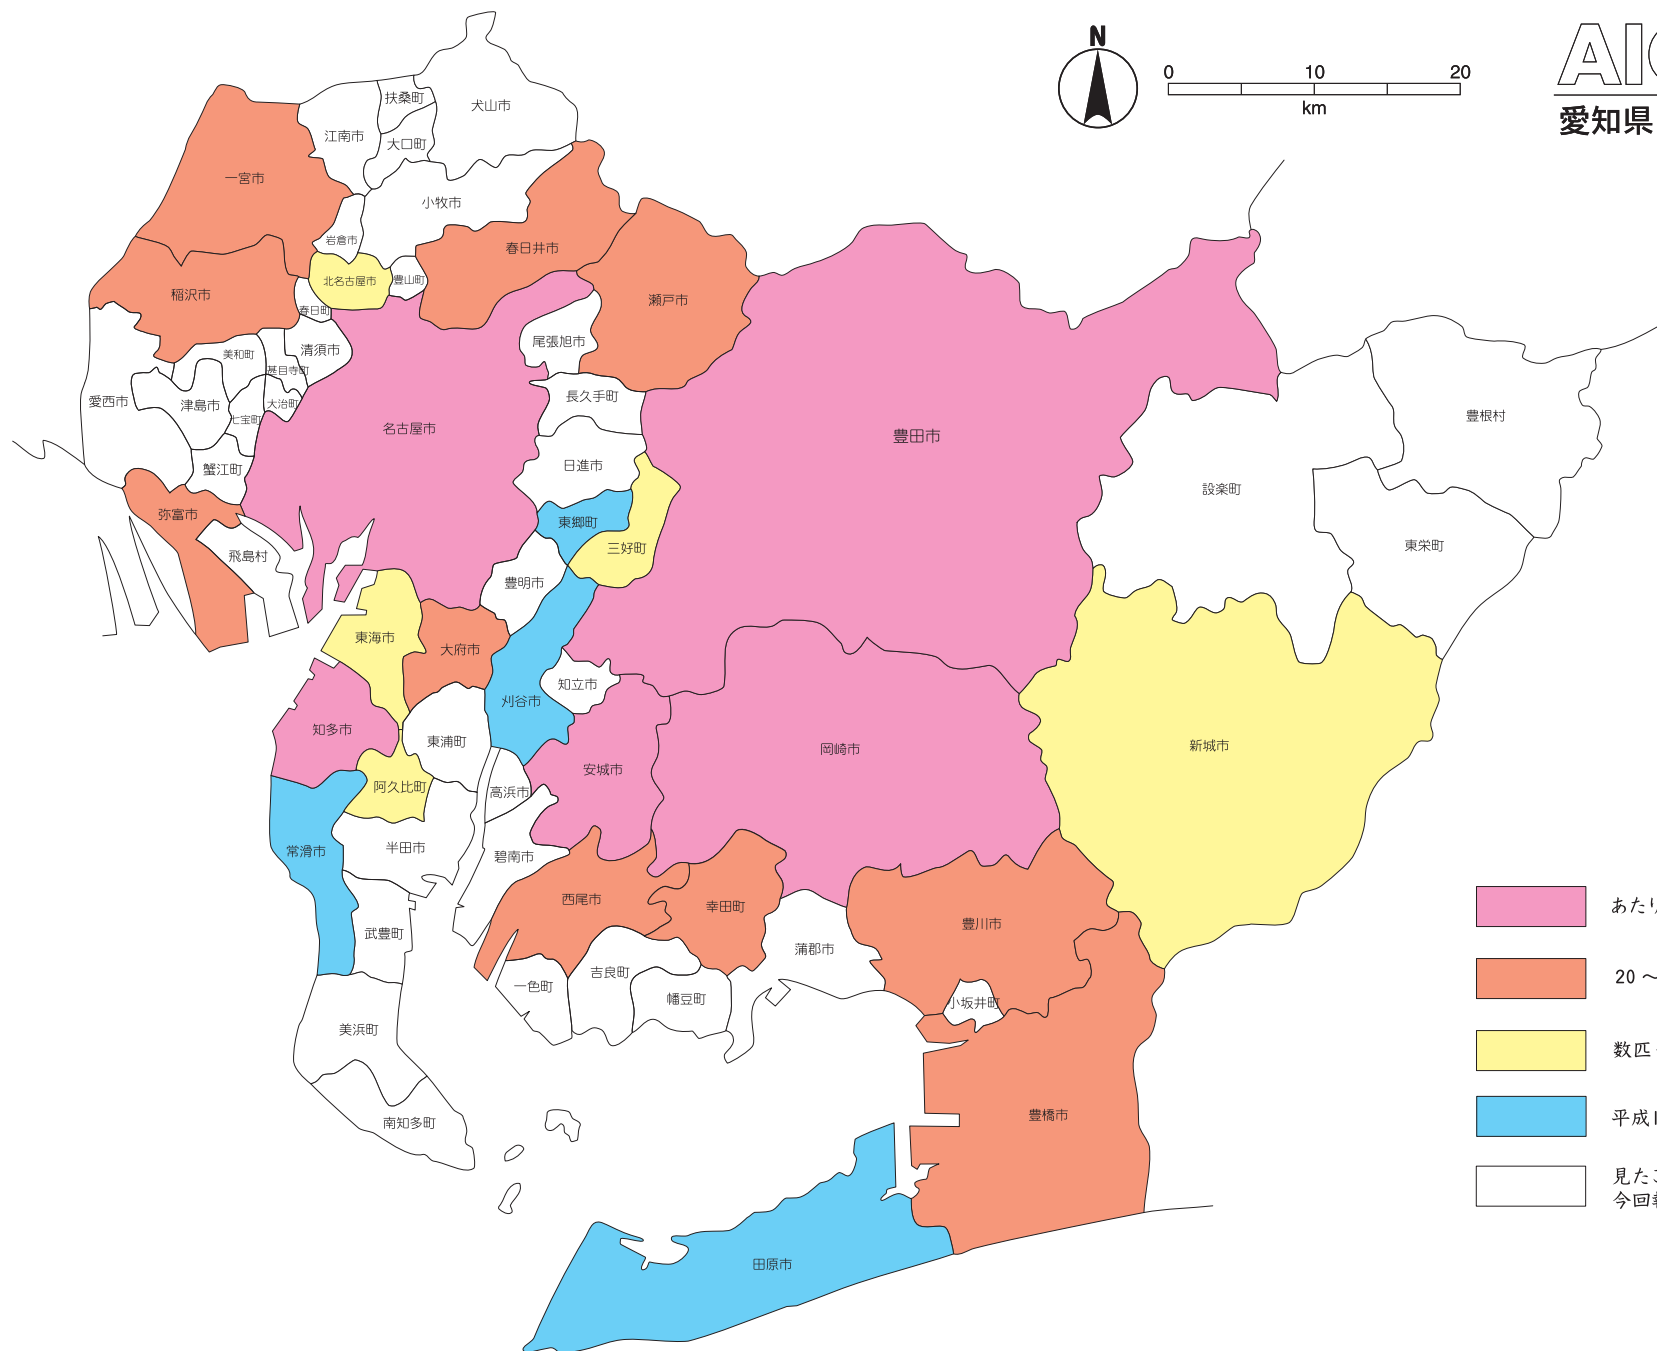 N
0 10 20
km
愛知県
扶桑町
犬山市
江南市
大口町
一宮市
小牧市
岩倉市
春日井市
北名古屋市
豊山町
稲沢市
瀬戸市
春日町
尾張旭市
清須市
美和町
甚目寺町
長久手町
愛西市
津島市
大治町
七宝町
名古屋市
豊田市
豊根村
日進市
蟹江町
設楽町
弥富市
東郷町
三好町
東栄町
飛島村
豊明市
東海市
大府市
知立市
刈谷市
知多市
東浦町
岡崎市
新城市
安城市
阿久比町
高浜市
常滑市
半田市
碧南市
西尾市
幸田町
豊川市
武豊町
蒲郡市
吉良町
一色町
幡豆町
小坂井町
美浜町
豊橋市
南知多町
田原市
あたり
20～
数匹
平成1
見たこ
今回